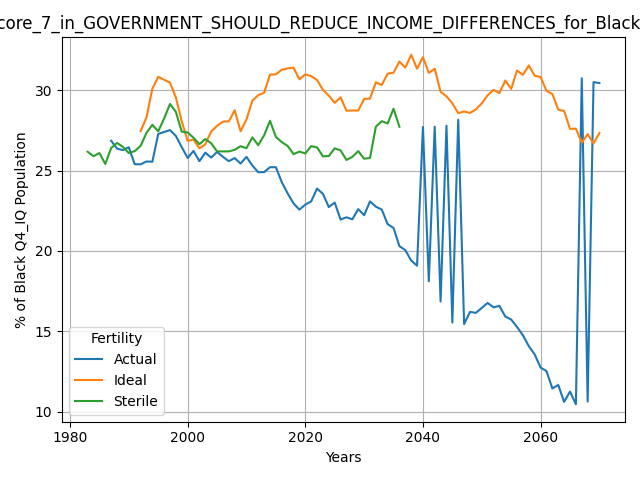 core_7_in_GOVERNMENT_SHOULD_REDUCE_INCOME_DIFFERENCES_for_Black
% of Black Q4_IQ Population
30
25
20
15
10
Fertility
Actual
Ideal
Sterile
1980
2000
2020
2040
2060
Years